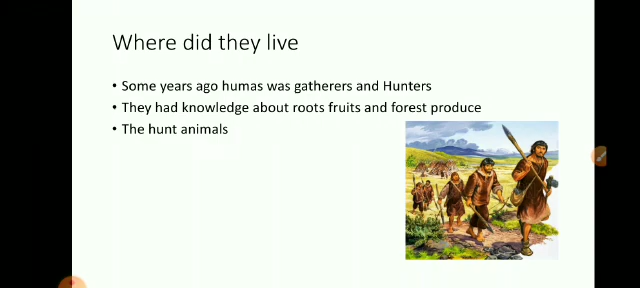 Where did they live
• Some years ago humas was gatherers and Hunters
• They had knowledge about roots fruits and forest produce
• The hunt animals